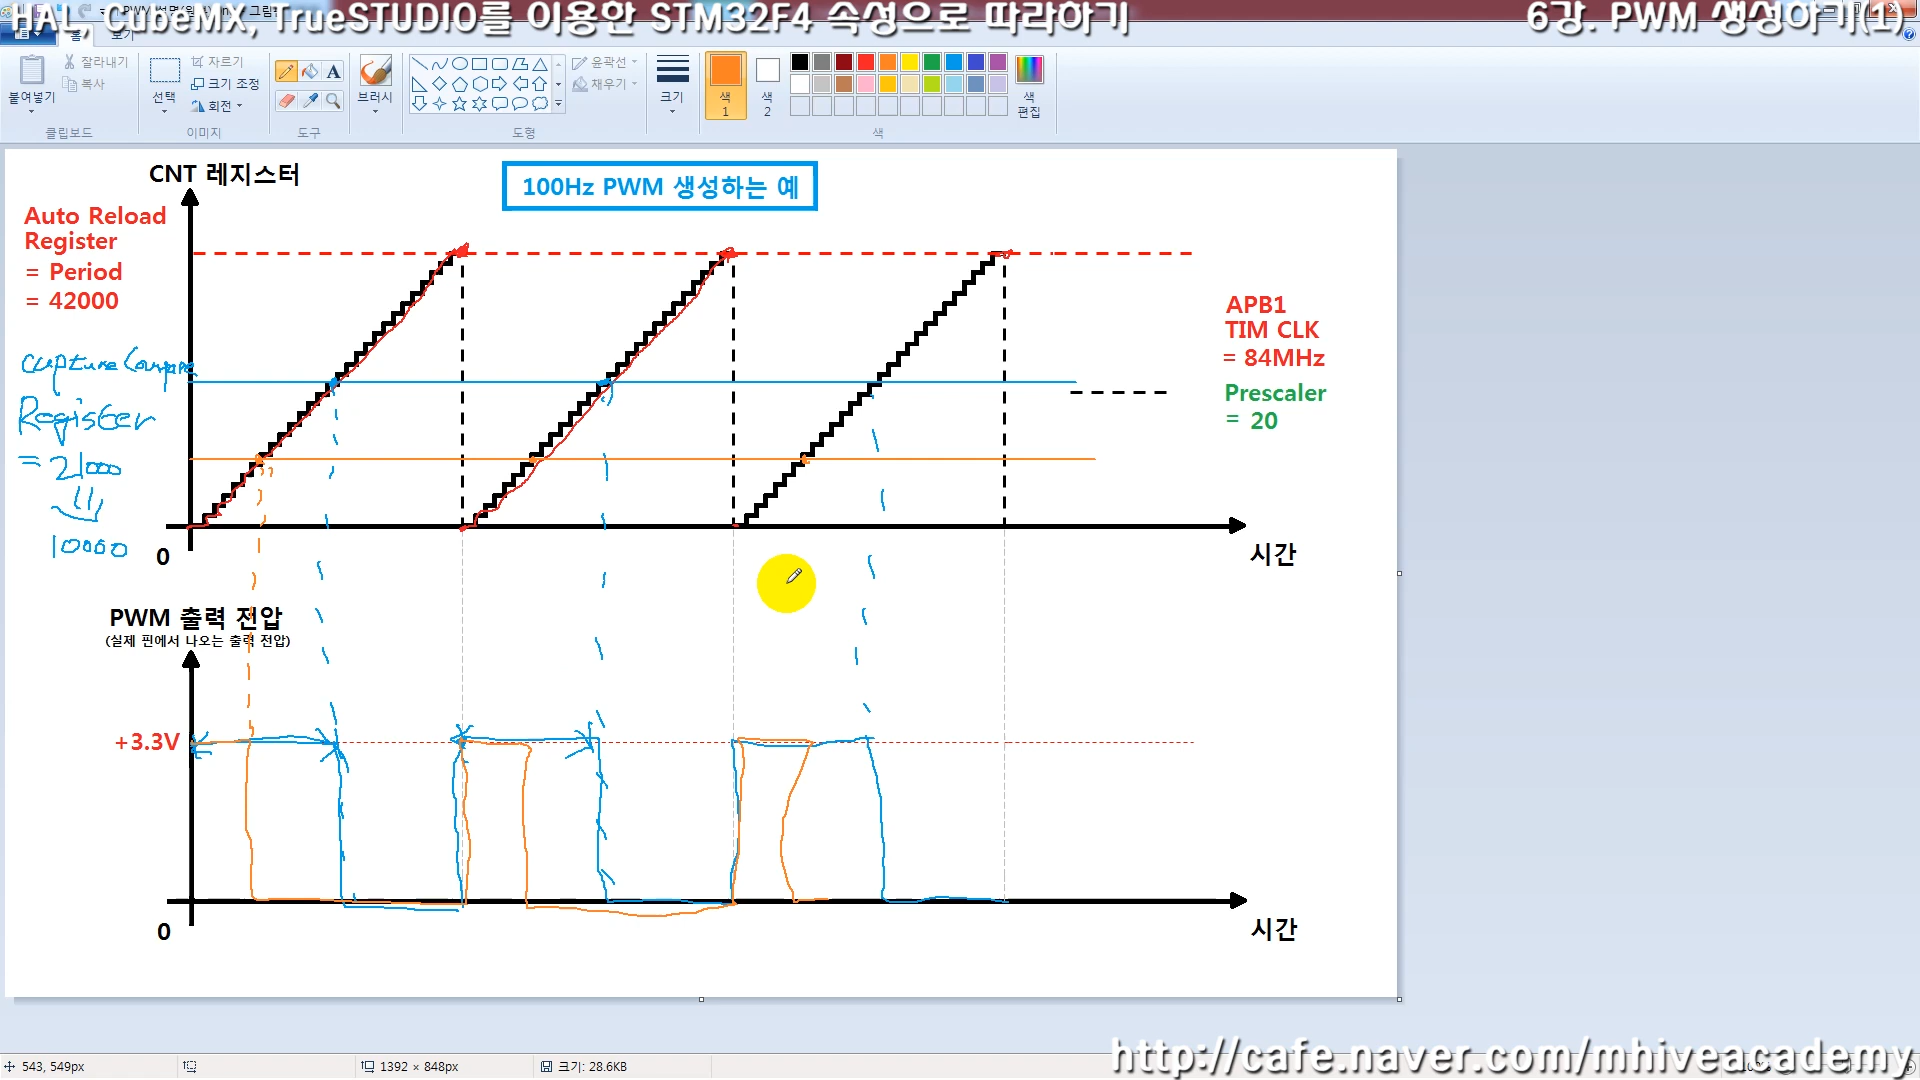 HAL, CubeMX, TrueSTUDIO를 이용한 STM32F4 속성으로 따라하기
6강. PWM 생성하기(1)
홈
보기
붙여넣기
잘라내기
복사
클립보드
선택
자르기
크기 조정
회전
이미지
A
도구
브러시
윤곽선
채우기
도형
크기
색
1
색
2
색
편집
색
CNT 레지스터
100Hz PWM 생성하는 예
Auto Reload
Register
= Period
= 42000
APB1
TIM CLK
= 84MHz
Prescaler
= 20
Capture Compare
Register
= 21000
10000
0
시간
PWM 출력 전압
(실제 핀에서 나오는 출력 전압)
+3.3V
0
시간
543, 549px
1392 × 848px
크기: 28.6KB
http://cafe.naver.com/mhiveacademy